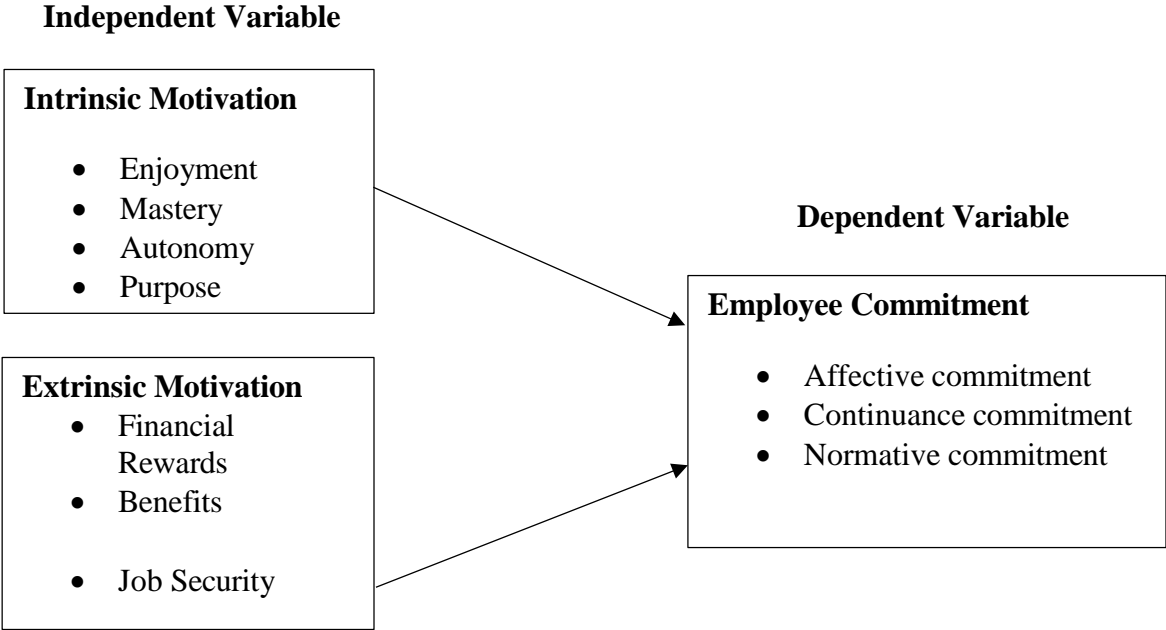 Independent Variable
Intrinsic Motivation
• Enjoyment
• Mastery
• Autonomy
• Purpose
Extrinsic Motivation
• Financial
Rewards
• Benefits
• Job Security
Dependent Variable
Employee Commitment
• Affective commitment
• Continuance commitment
• Normative commitment